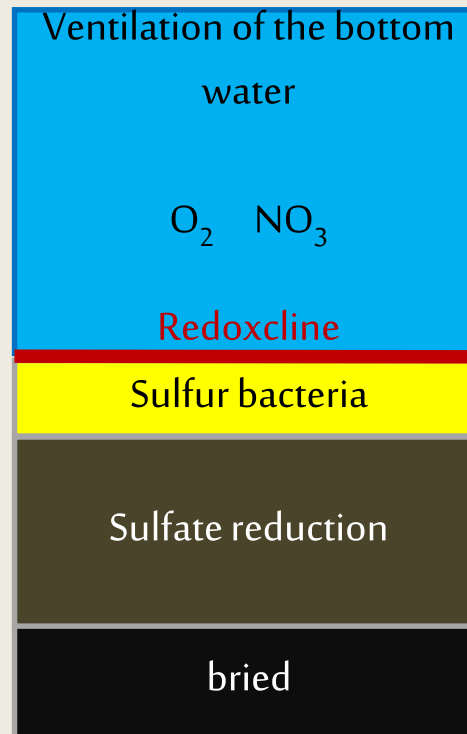 Ventilation of the bottom
water
O₂ NO₃
Redoxcline
Sulfur bacteria
Sulfate reduction
bried